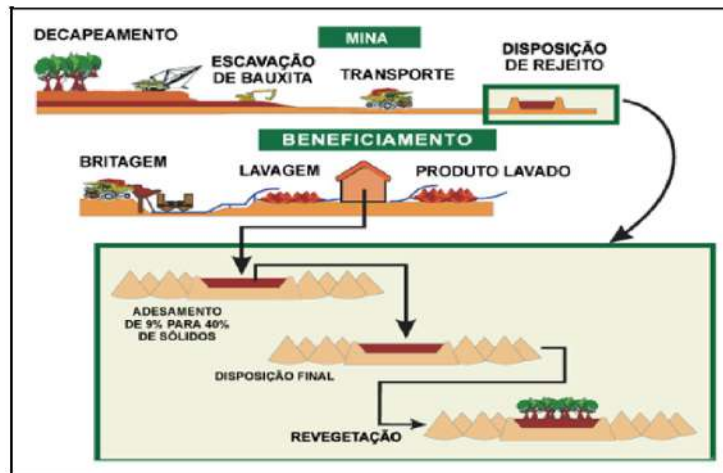 DECAPEAMENTO
MINA
ESCAVAÇÃO
DE BAUXITA
TRANSPORTE
DISPOSIÇÃO
DE REJEITO
BENEFICIAMENTO
BRITAGEM
LAVAGEM
PRODUTO LAVADO
ADESAMENTO
DE 9% PARA 40%
DE SÓLIDOS
DISPOSIÇÃO FINAL
REVEGETAÇÃO